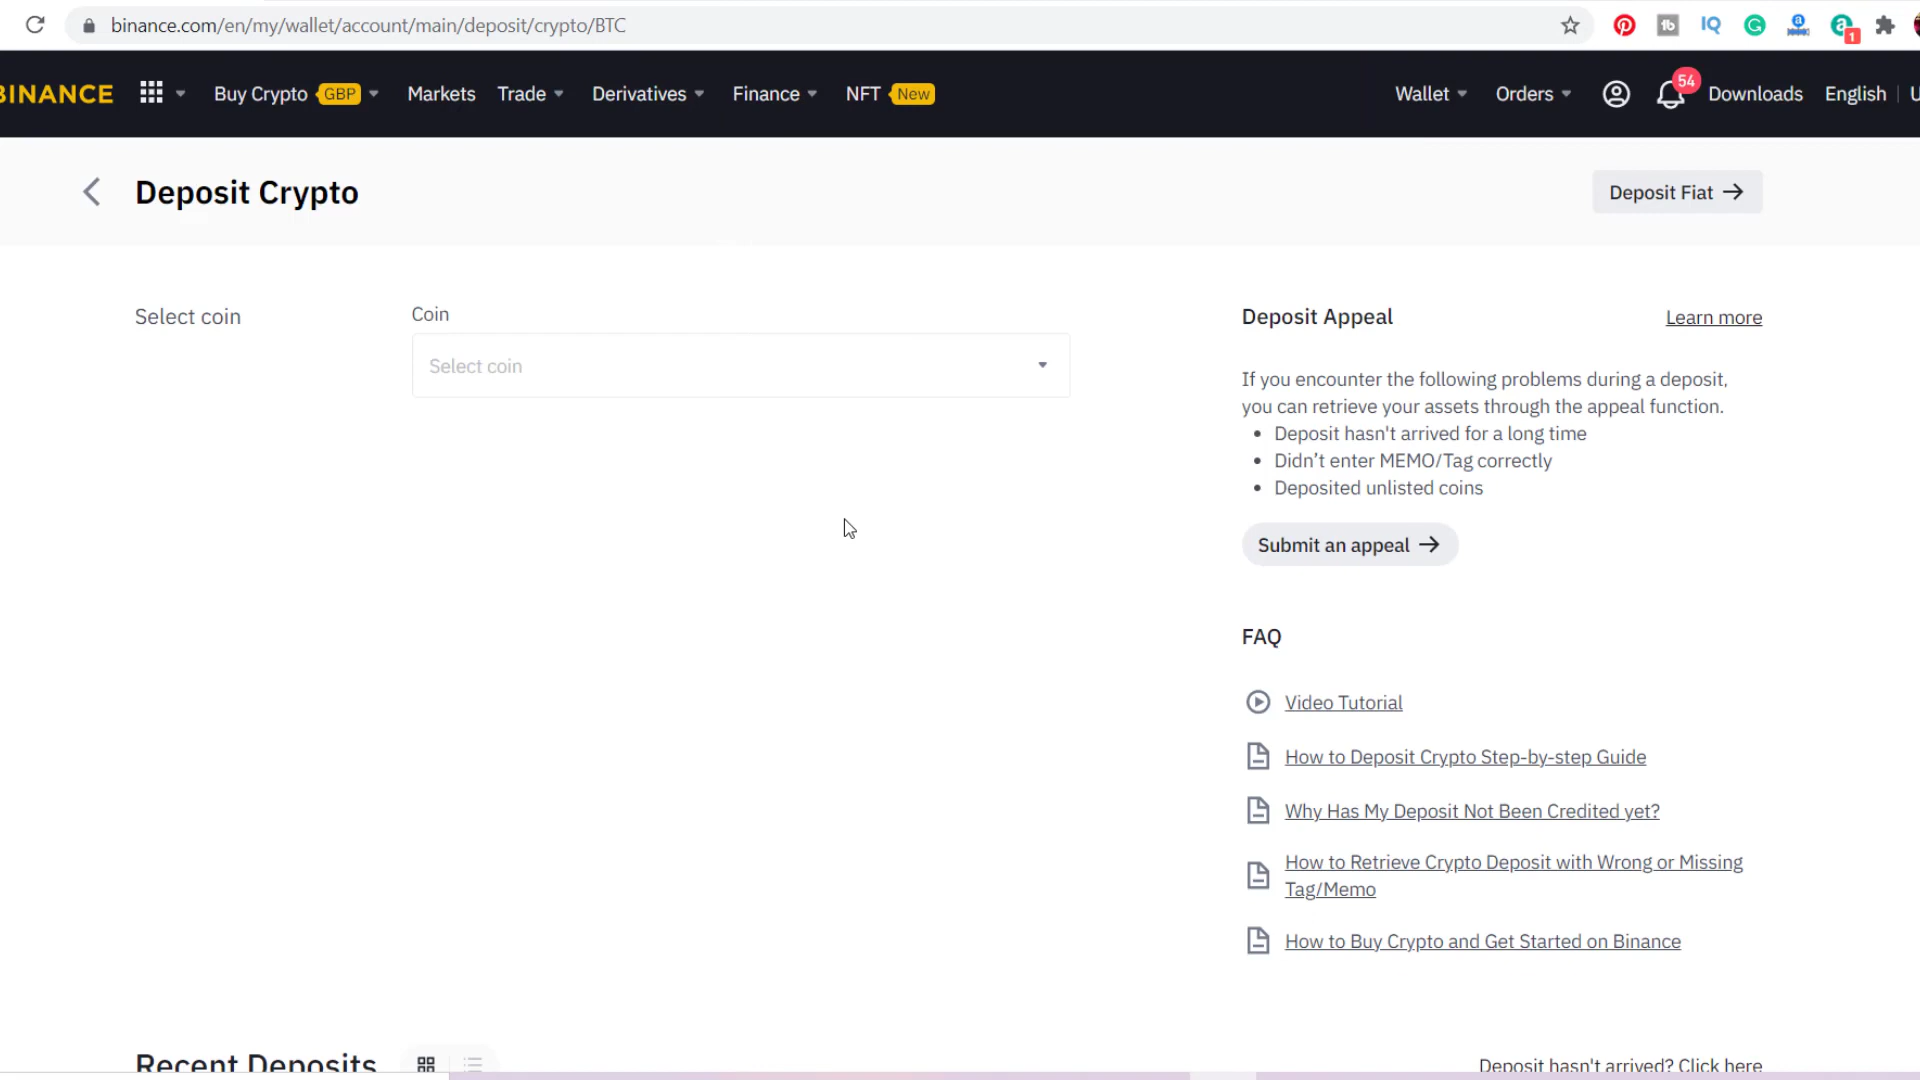 binance.com/en/my/wallet/account/main/deposit/crypto/BTC
tb IQ G a a 1
BINANCE Buy Crypto GBP Markets Trade Derivatives Finance NFT New Wallet Orders 54 Downloads English | U
Deposit Crypto
Deposit Fiat →
Select coin
Coin
Select coin
Deposit Appeal
Learn more
If you encounter the following problems during a deposit,
you can retrieve your assets through the appeal function.
• Deposit hasn't arrived for a long time
• Didn’t enter MEMO/Tag correctly
• Deposited unlisted coins
Submit an appeal →
FAQ
Video Tutorial
How to Deposit Crypto Step-by-step Guide
Why Has My Deposit Not Been Credited yet?
How to Retrieve Crypto Deposit with Wrong or Missing
Tag/Memo
How to Buy Crypto and Get Started on Binance
Recent Deposits
Deposit hasn't arrived? Click here